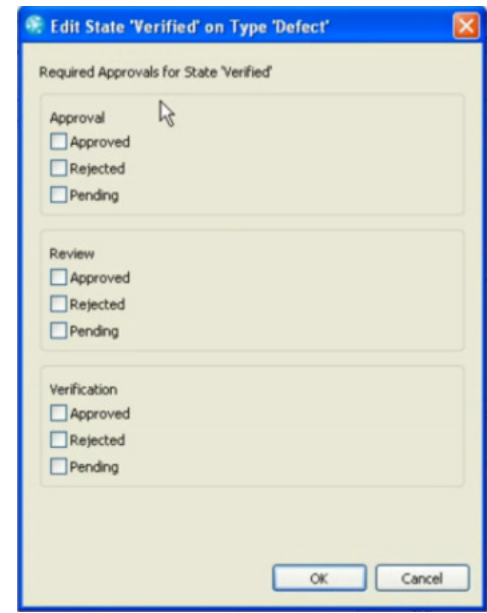 Edit State 'Verified' on Type 'Defect'
Required Approvals for State 'Verified'
Approval
Approved
Rejected
Pending
Review
Approved
Rejected
Pending
Verification
Approved
Rejected
Pending
OK Cancel